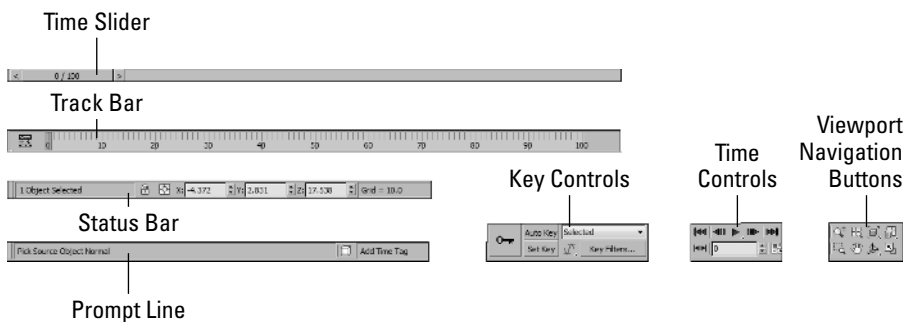 Time Slider
< 0 / 100 >
Track Bar
0 10 20 30 40 50 60 70 80 90 100
1 Object Selected X: -4.372 Y: 2.831 Z: 17.538 Grid = 10.0
Status Bar
Pick Source Object Normal Add Time Tag
Prompt Line
Key Controls
Auto Key Selected
Set Key Key Filters...
Time
Controls
0
Viewport
Navigation
Buttons